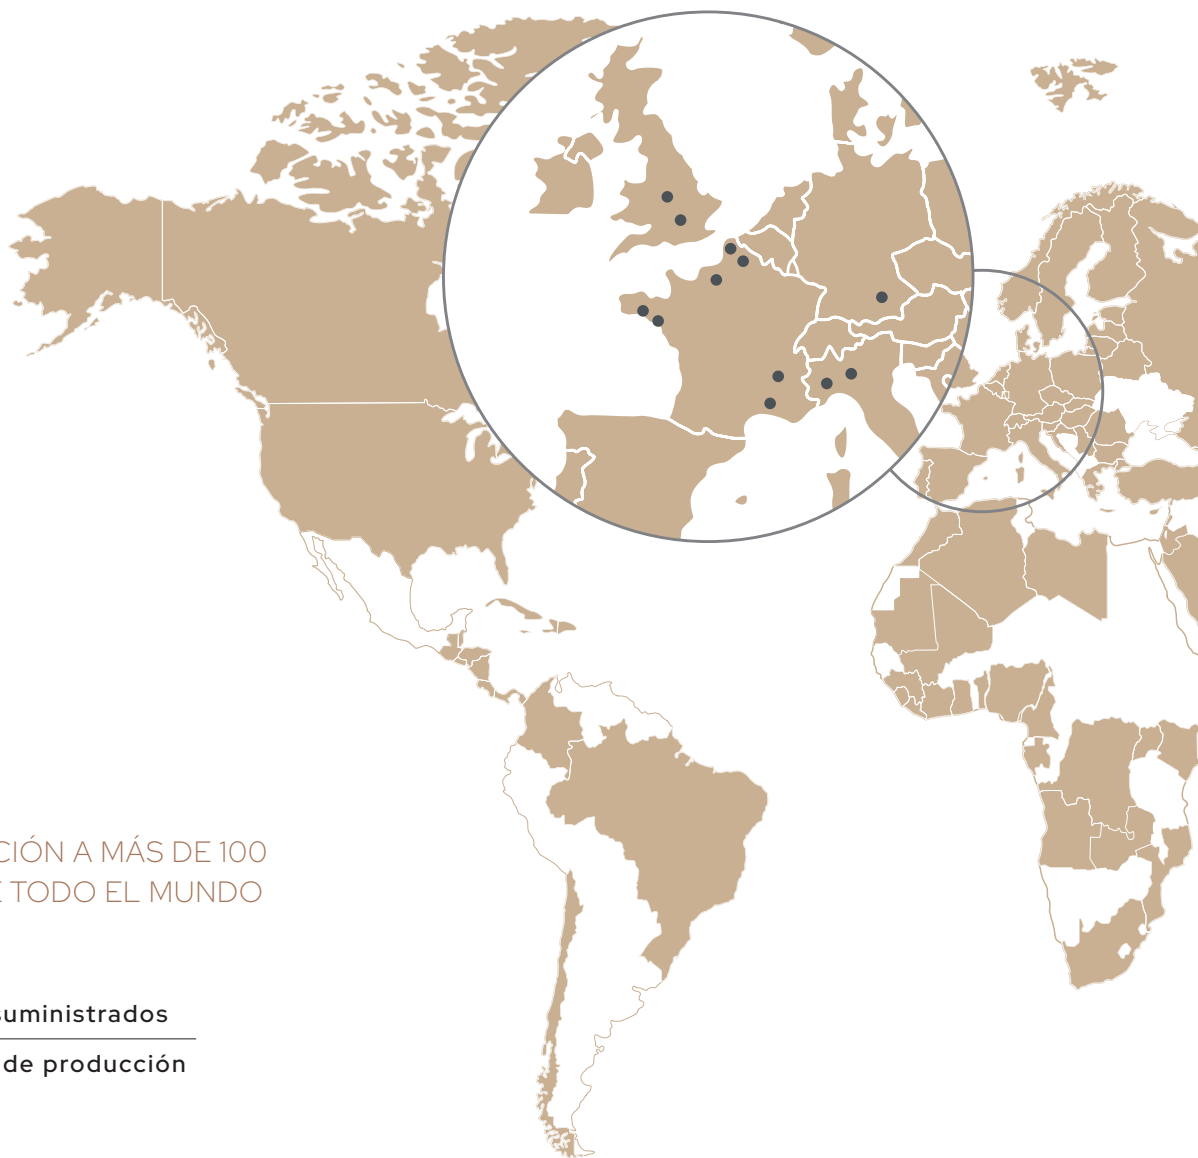 CIÓN A MÁS DE 100
TODO EL MUNDO
suministrados
de producción